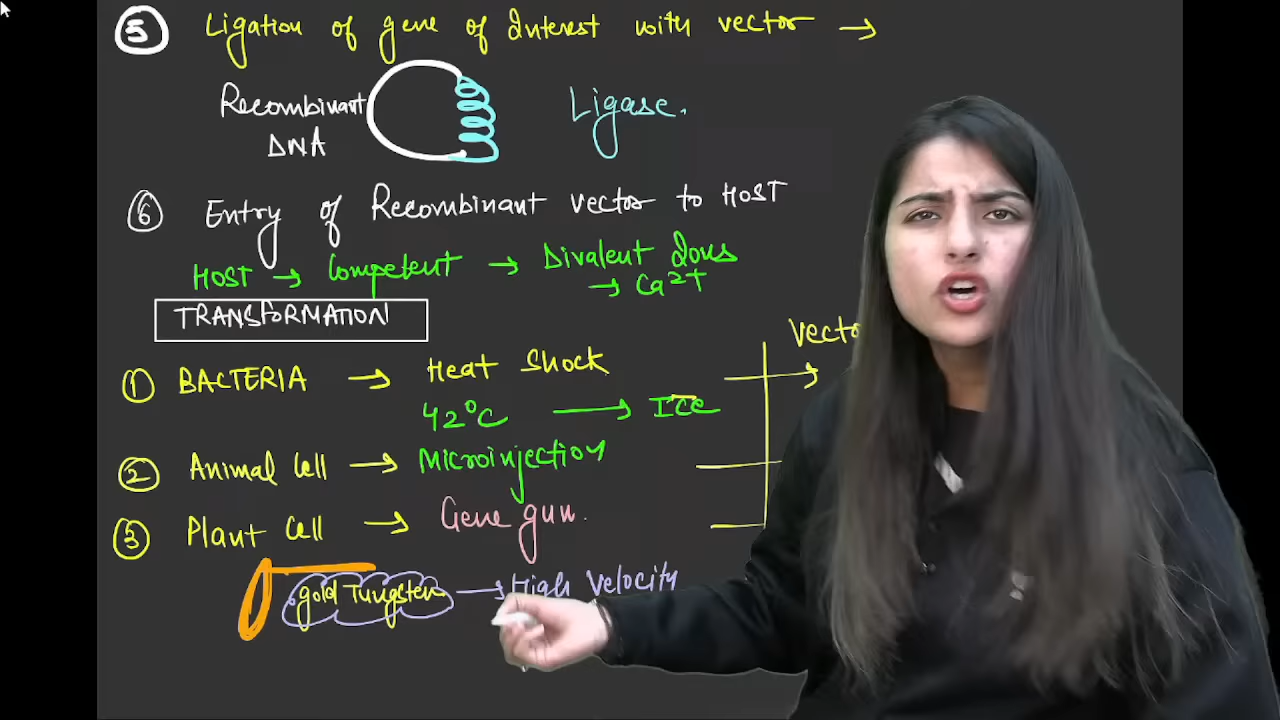 5 Ligation of gene of Interest with vector →
Recombinant
DNA
Ligase.
6 Entry of Recombinant vector to HOST
HOST → Competent → Divalent Ions
→ Ca2+
TRANSFORMATION
1 BACTERIA → Heat Shock
42°C → ICE
2 Animal Cell → Microinjection
3 Plant Cell → Gene gun.
gold Tungsten → High Velocity